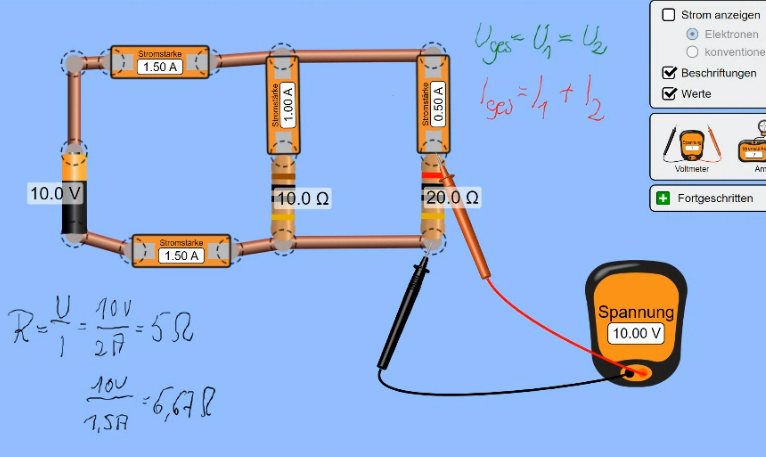 Strom anzeigen
Elektronen
konventione
Beschriftungen
Werte
Voltmeter
Am
Fortgeschritten
Stromstärke
1.50 A
Stromstärke
1.00 A
Stromstärke
0.50 A
U_ges = U_1 = U_2
I_ges = I_1 + I_2
10.0 V
10.0 Ω
20.0 Ω
Stromstärke
1.50 A
Spannung
10.00 V
R = U/I = 10V/2A = 5Ω
10V/1,5A = 6,67Ω